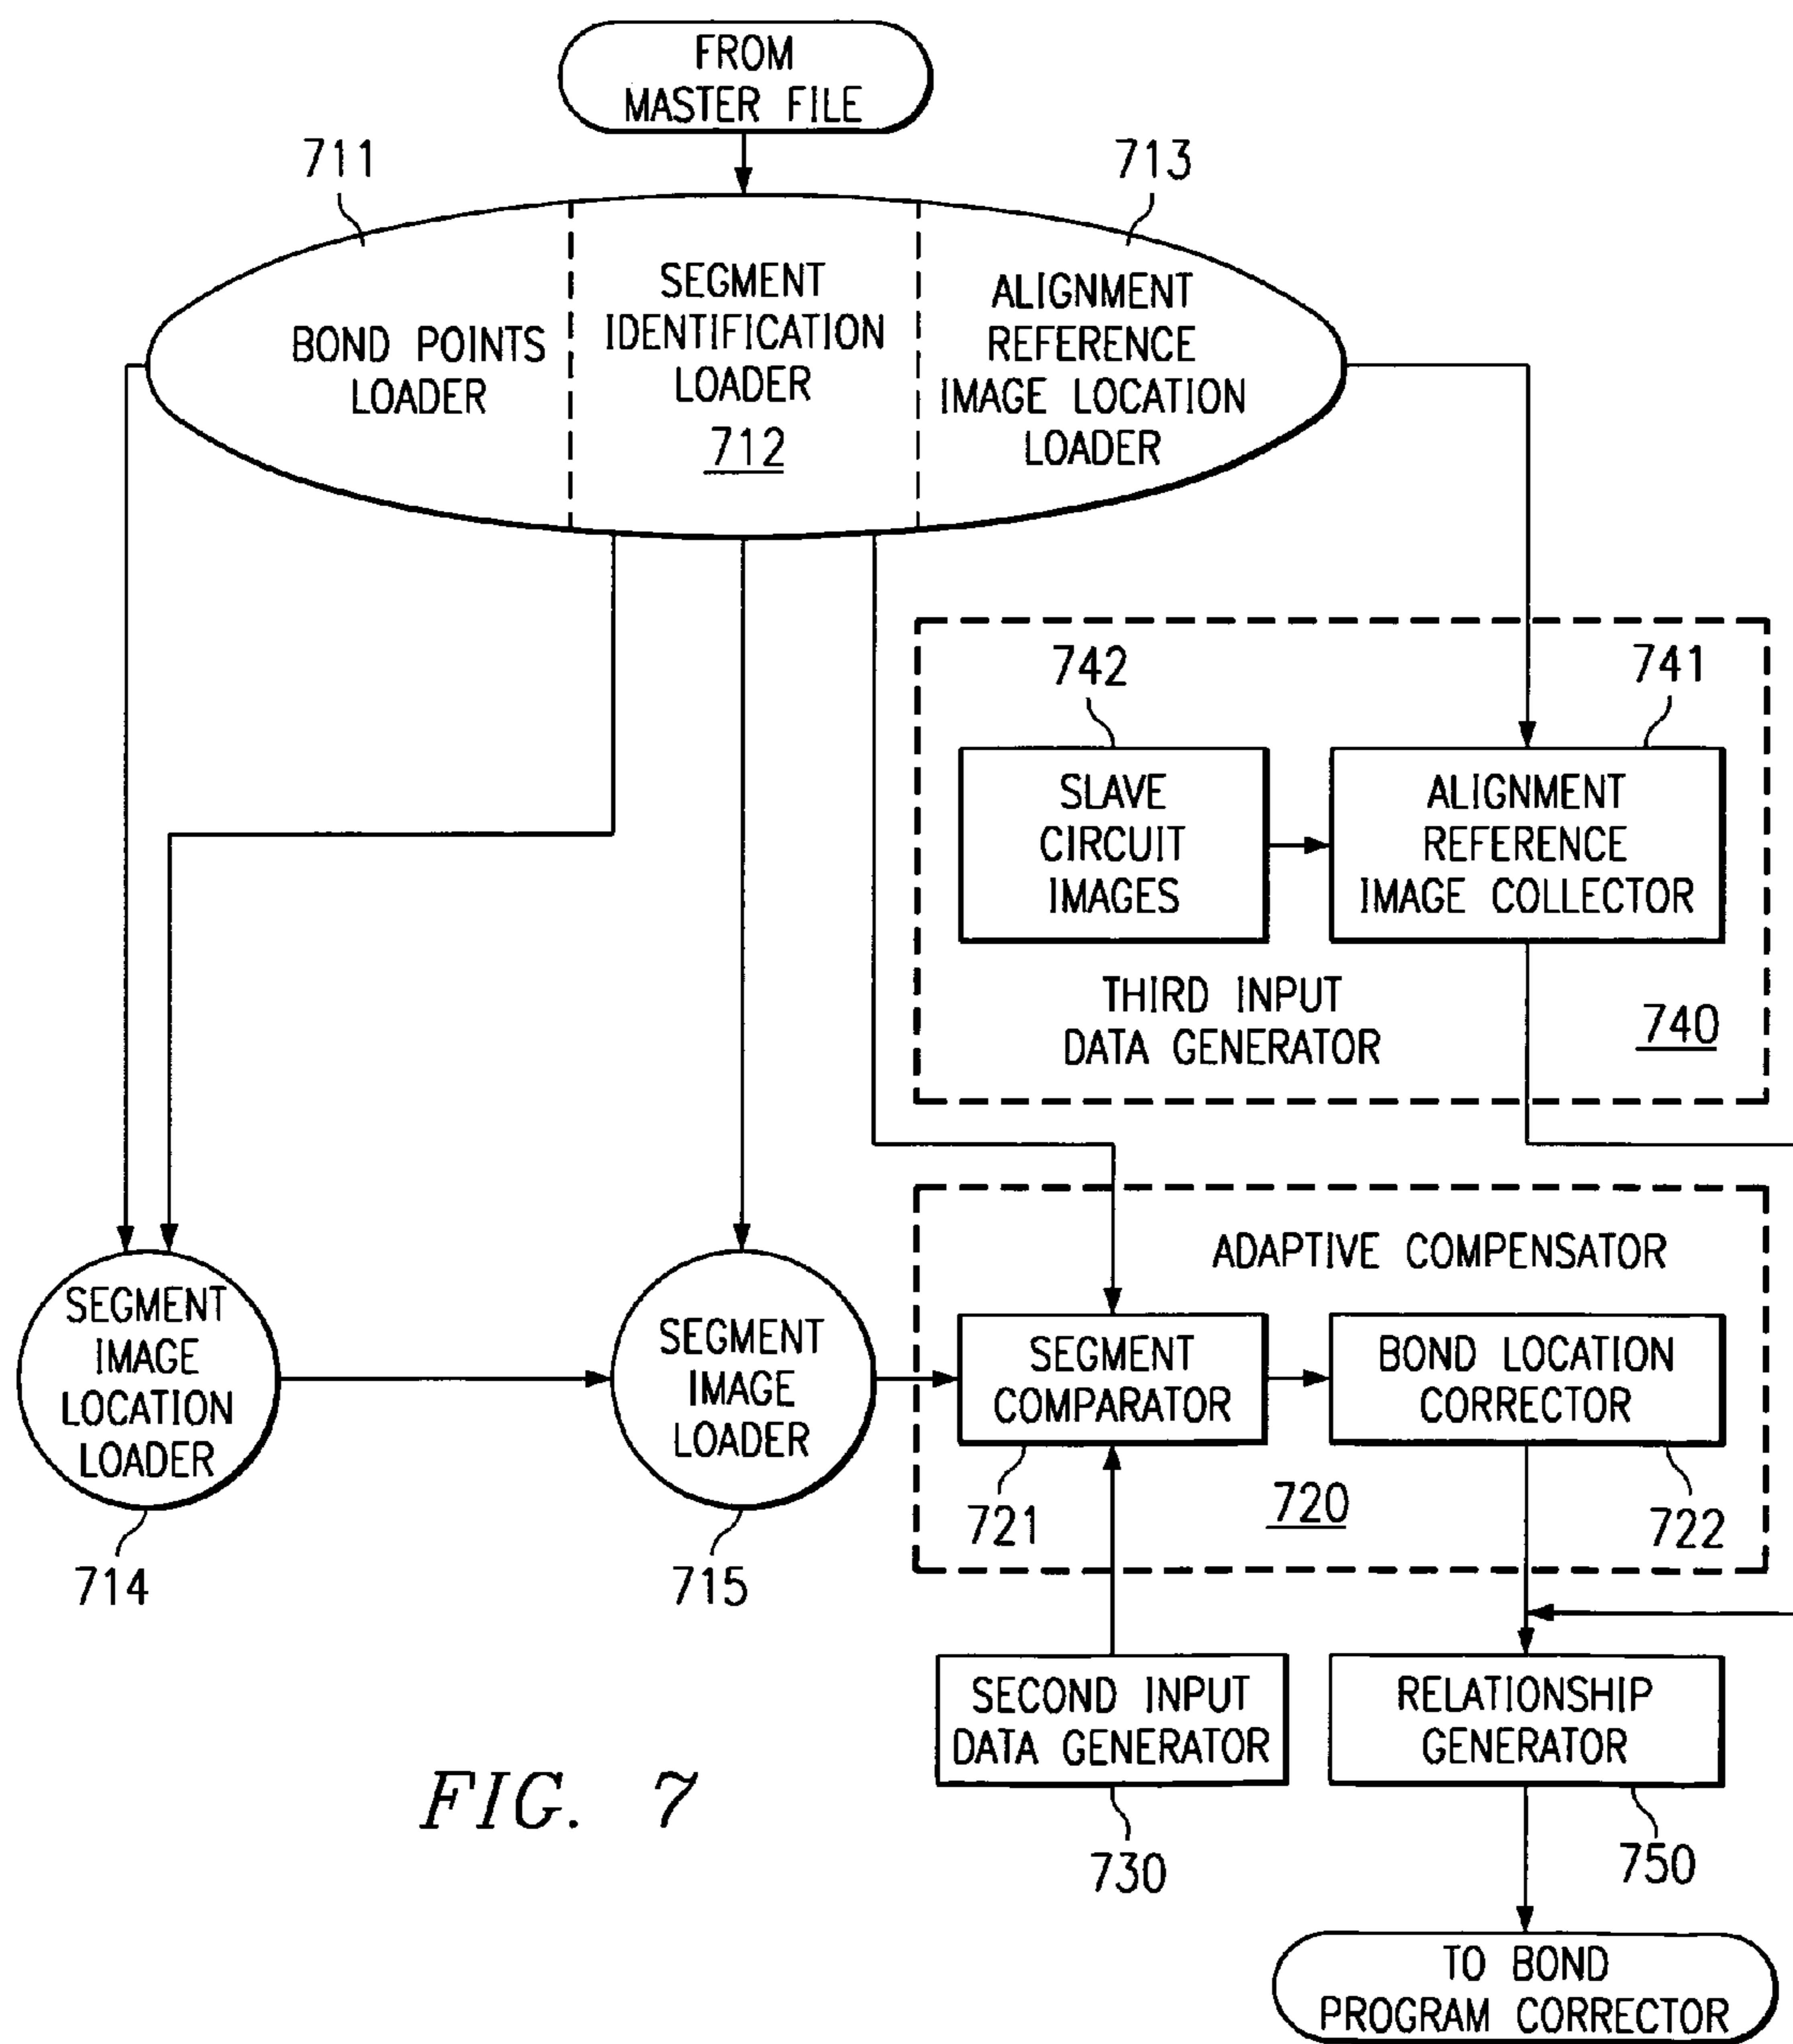 FROM
MASTER FILE
711
713
BOND POINTS
LOADER
SEGMENT
IDENTIFICATION
LOADER
712
ALIGNMENT
REFERENCE
IMAGE LOCATION
LOADER
742
741
SLAVE
CIRCUIT
IMAGES
ALIGNMENT
REFERENCE
IMAGE COLLECTOR
THIRD INPUT
DATA GENERATOR
740
ADAPTIVE COMPENSATOR
SEGMENT
IMAGE
LOCATION
LOADER
714
SEGMENT
IMAGE
LOADER
715
SEGMENT
COMPARATOR
721
BOND LOCATION
CORRECTOR
722
720
SECOND INPUT
DATA GENERATOR
730
RELATIONSHIP
GENERATOR
750
FIG. 7
TO BOND
PROGRAM CORRECTOR